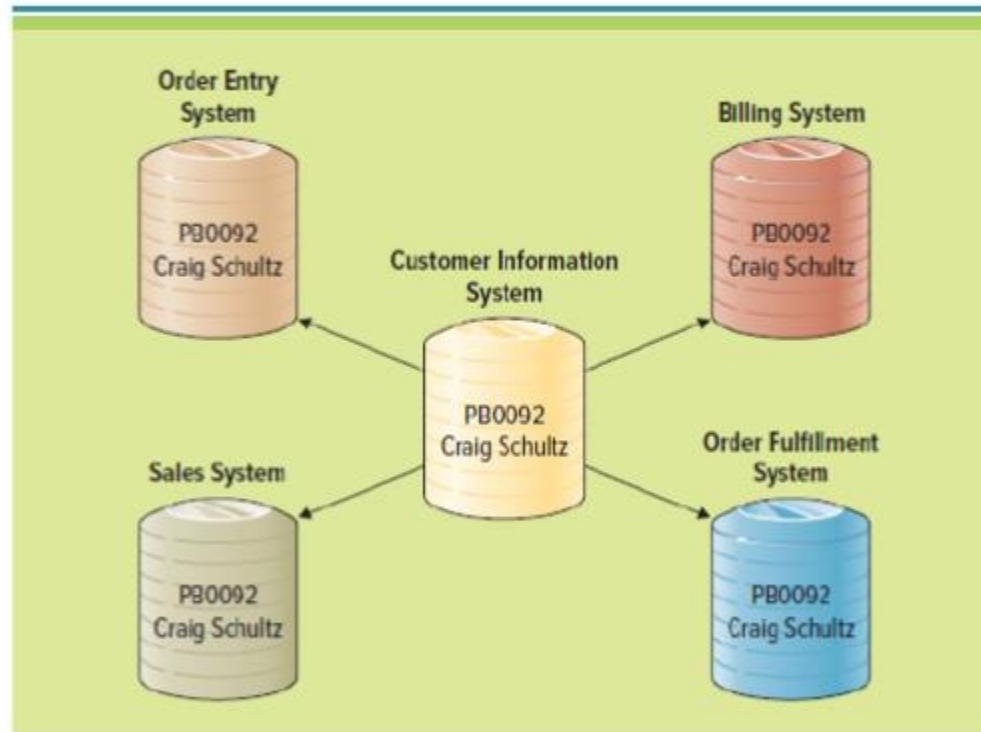 Order Entry
System
PB0092
Craig Schultz
Billing System
PB0092
Craig Schultz
Customer Information
System
PB0092
Craig Schultz
Sales System
PB0092
Craig Schultz
Order Fulfillment
System
PB0092
Craig Schultz